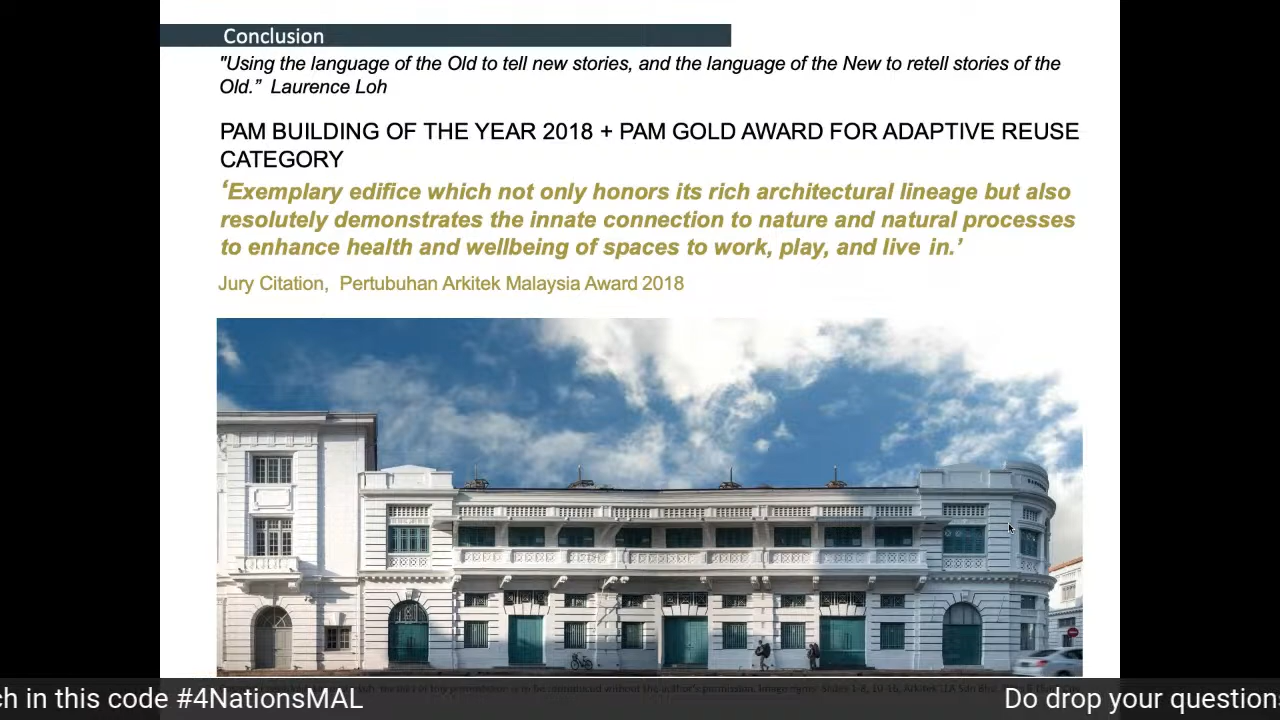 Conclusion
"Using the language of the Old to tell new stories, and the language of the New to retell stories of the
Old.” Laurence Loh
PAM BUILDING OF THE YEAR 2018 + PAM GOLD AWARD FOR ADAPTIVE REUSE
CATEGORY
‘Exemplary edifice which not only honors its rich architectural lineage but also
resolutely demonstrates the innate connection to nature and natural processes
to enhance health and wellbeing of spaces to work, play, and live in.’
Jury Citation, Pertubuhan Arkitek Malaysia Award 2018
ch in this code #4NationsMAL
Do drop your question